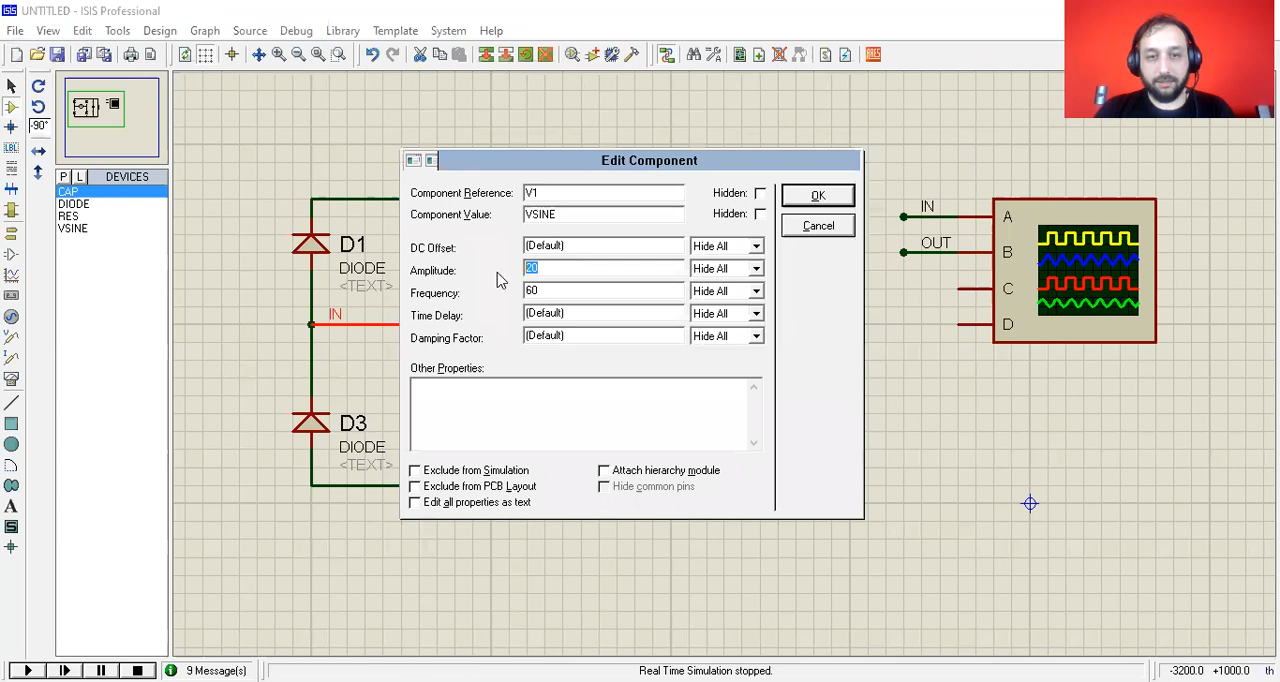 UNTITLED - ISIS Professional
File View Edit Tools Design Graph Source Debug Library Template System Help
-90°
LBL
P L DEVICES
CAP
DIODE
RES
VSINE
Edit Component
Component Reference: V1 Hidden:
Component Value: VSINE Hidden:
DC Offset: (Default) Hide All
Amplitude: 20 Hide All
Frequency: 60 Hide All
Time Delay: (Default) Hide All
Damping Factor: (Default) Hide All
Other Properties:
Exclude from Simulation Attach hierarchy module
Exclude from PCB Layout Hide common pins
Edit all properties as text
OK
Cancel
D1
DIODE
<TEXT>
IN
D3
DIODE
<TEXT>
IN A
OUT B
C
D
9 Message(s) Real Time Simulation stopped. -3200.0 +1000.0 th